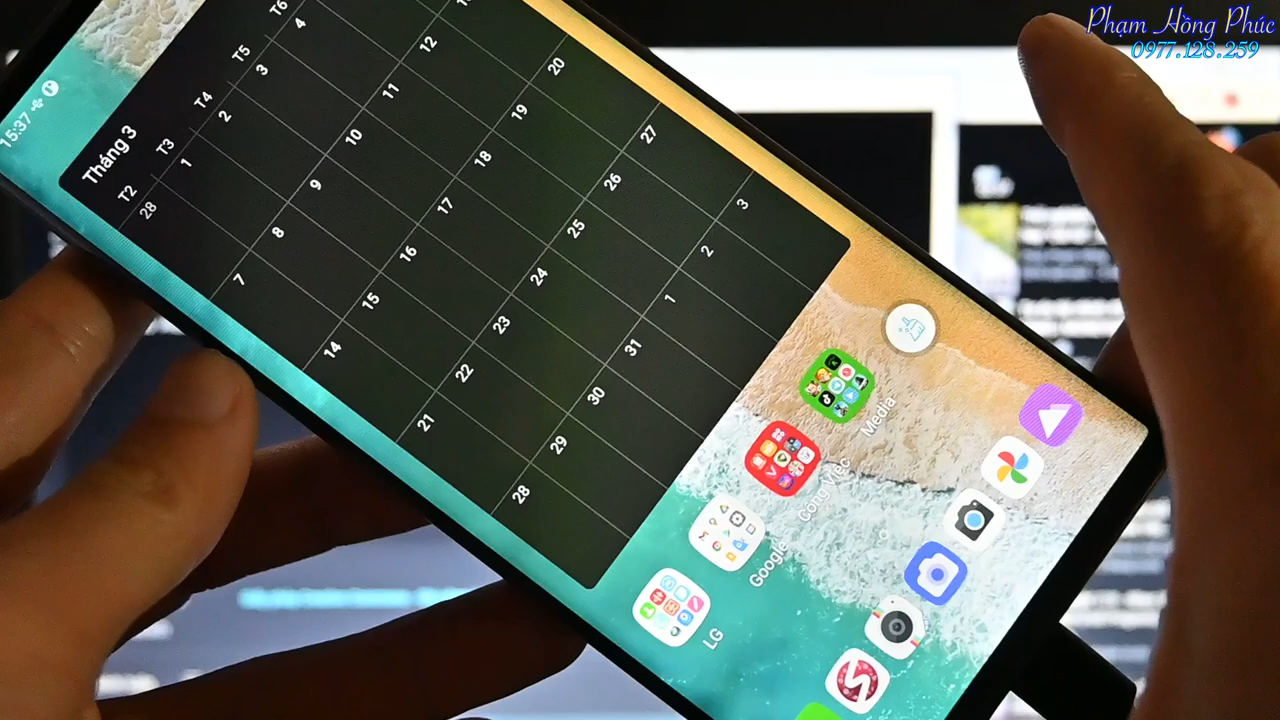 Phạm Hồng Phúc
0977.128.259
15:37
Tháng 3
T2 T3 T4 T5 T6
28 1 2 3 4
7 8 9 10 11 12
14 15 16 17 18 19 20
21 22 23 24 25 26 27
28 29 30 31 1 2 3
Media
Công Việc
Google
LG